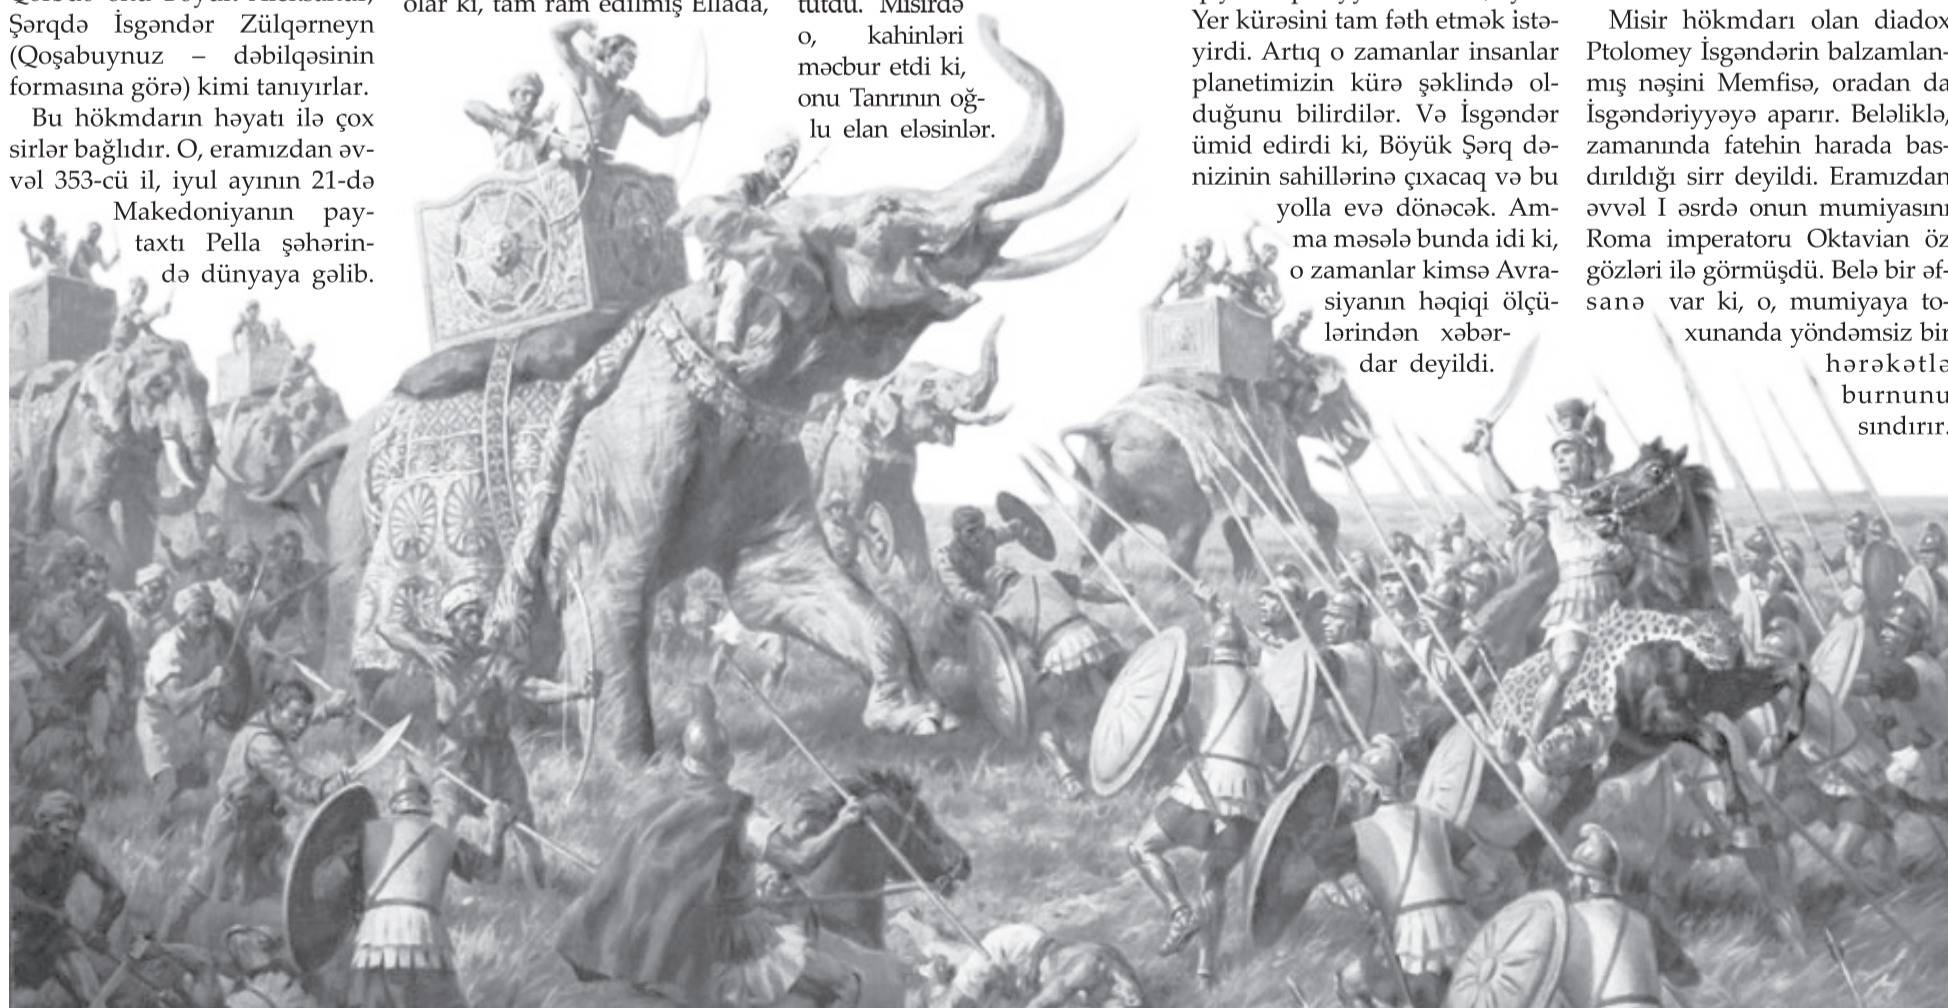 Şərqdə İsgəndər Zülqərneyn
(Qoşabuynuz – dəbilqəsinin
formasına görə) kimi tanıyırlar.
Bu hökmdarın həyatı ilə çox
sirlər bağlıdır. O, eramızdan əv-
vəl 353-cü il, iyul ayının 21-də
Makedoniyanın pay-
taxtı Pella şəhərin-
də dünyaya gəlib.
olar ki, tam ram edilmiş Ellada,
tutdu. Misirdə
o, kahinləri
məcbur etdi ki,
onu Tanrının oğ-
lu elan eləsinlər.
Yer kürəsini tam fəth etmək istə-
yirdi. Artıq o zamanlar insanlar
planetimizin kürə şəklində ol-
duğunu bilirdilər. Və İsgəndər
ümid edirdi ki, Böyük Şərq də-
nizinin sahillərinə çıxacaq və bu
yolla evə dönəcək. Am-
ma məsələ bunda idi ki,
o zamanlar kimsə Avra-
siyanın həqiqi ölçü-
lərindən xəbər-
dar deyildi.
Misir hökmdarı olan diadox
Ptolomey İsgəndərin balzamlan-
mış nəşini Memfisə, oradan da
İsgəndəriyyəyə aparır. Beləliklə,
zamanında fatehin harada bas-
dırıldığı sirr deyildi. Eramızdan
əvvəl I əsrdə onun mumiyasını
Roma imperatoru Oktavian öz
gözləri ilə görmüşdü. Belə bir əf-
sanə var ki, o, mumiyaya to-
xunanda yöndəmsiz bir
hərəkətlə
burnunu
sındırır.